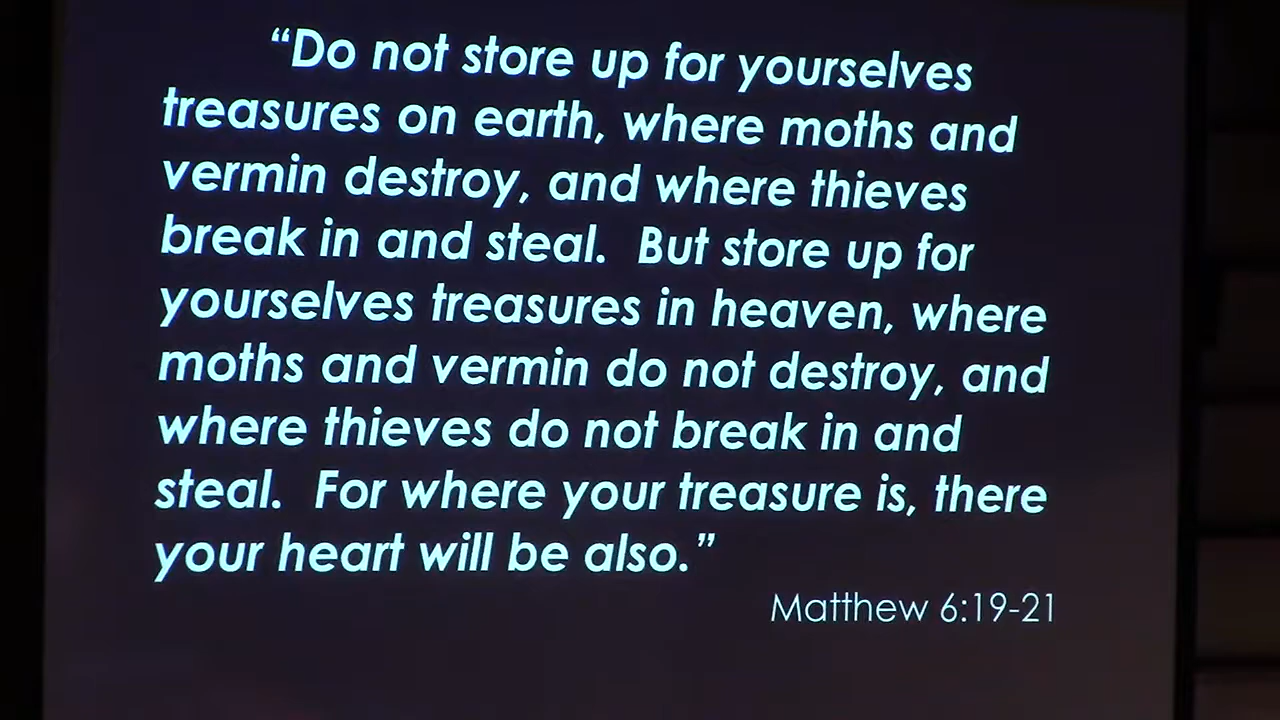 “Do not store up for yourselves
treasures on earth, where moths and
vermin destroy, and where thieves
break in and steal.  But store up for
yourselves treasures in heaven, where
moths and vermin do not destroy, and
where thieves do not break in and
steal.  For where your treasure is, there
your heart will be also.”
Matthew 6:19-21